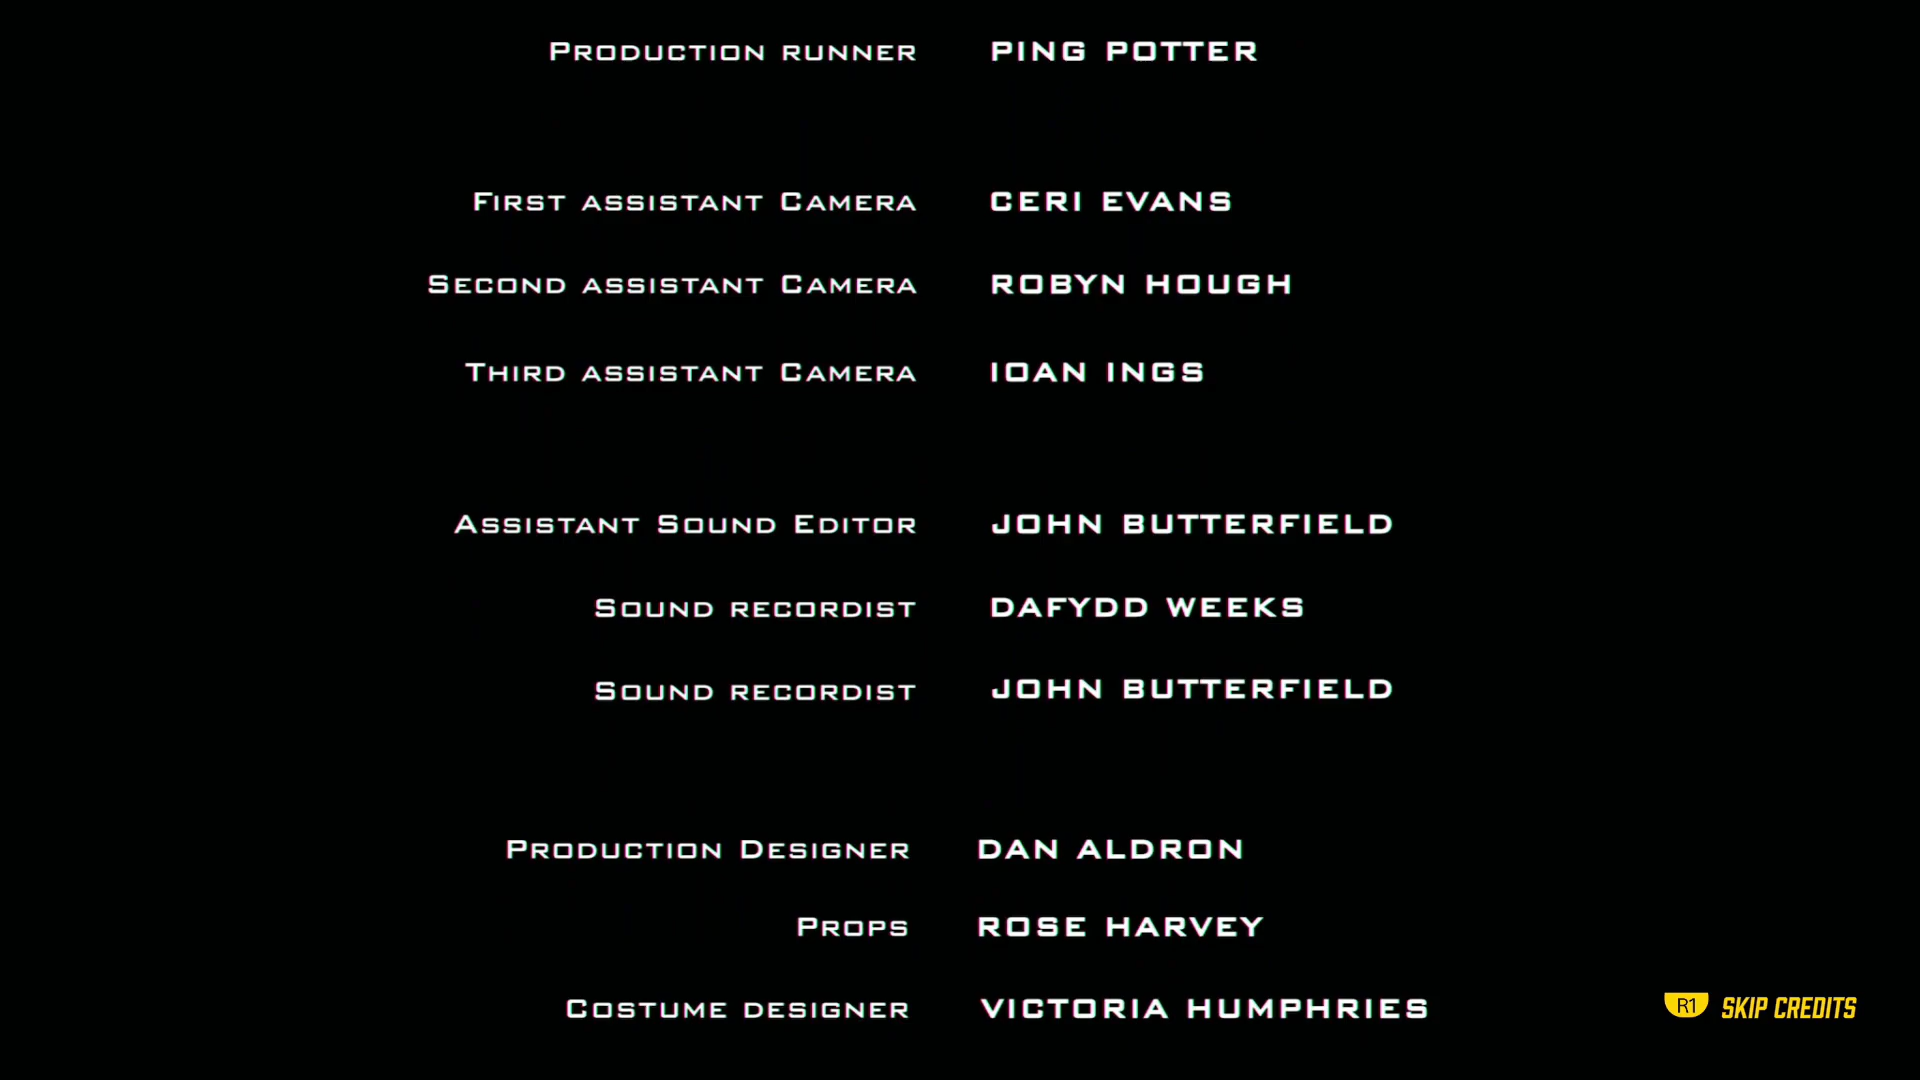 Production runner PING POTTER
First assistant Camera CERI EVANS
Second assistant Camera ROBYN HOUGH
Third assistant Camera IOAN INGS
Assistant Sound Editor JOHN BUTTERFIELD
Sound recordist DAFYDD WEEKS
Sound recordist JOHN BUTTERFIELD
Production Designer DAN ALDRON
Props ROSE HARVEY
Costume designer VICTORIA HUMPHRIES
R1 SKIP CREDITS